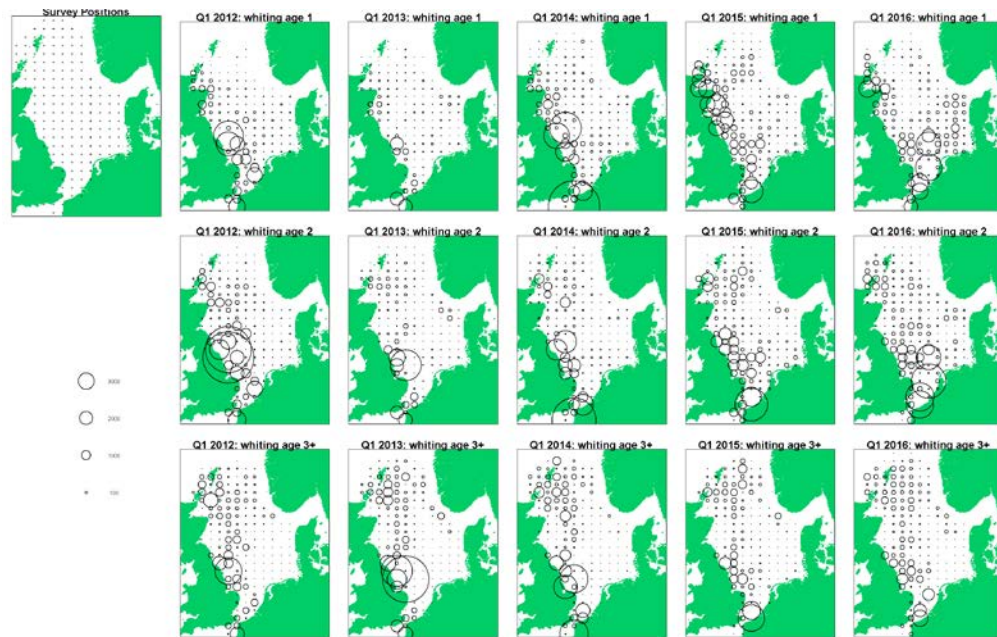 Survey Positions
Q1 2012: whiting age 1
Q1 2013: whiting age 1
Q1 2014: whiting age 1
Q1 2015: whiting age 1
Q1 2016: whiting age 1
Q1 2012: whiting age 2
Q1 2013: whiting age 2
Q1 2014: whiting age 2
Q1 2015: whiting age 2
Q1 2016: whiting age 2
Q1 2012: whiting age 3+
Q1 2013: whiting age 3+
Q1 2014: whiting age 3+
Q1 2015: whiting age 3+
Q1 2016: whiting age 3+